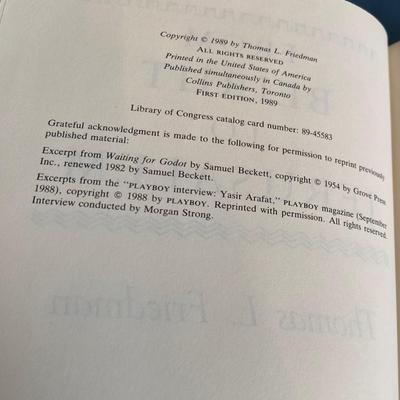 Copyright © 1989 by Thomas L. Friedman
ALL RIGHTS RESERVED
Printed in the United States of America
Published simultaneously in Canada by
Collins Publishers, Toronto
FIRST EDITION, 1989
Library of Congress catalog card number: 89-45583
Grateful acknowledgment is made to the following for permission to reprint previously
published material:
Excerpt from Waiting for Godot by Samuel Beckett, copyright © 1954 by Grove Press
Inc., renewed 1982 by Samuel Beckett.
Excerpts from the "PLAYBOY interview: Yasir Arafat," PLAYBOY magazine (September
1988), copyright © 1988 by PLAYBOY. Reprinted with permission. All rights reserved.
Interview conducted by Morgan Strong.
Thomas L. Friedman